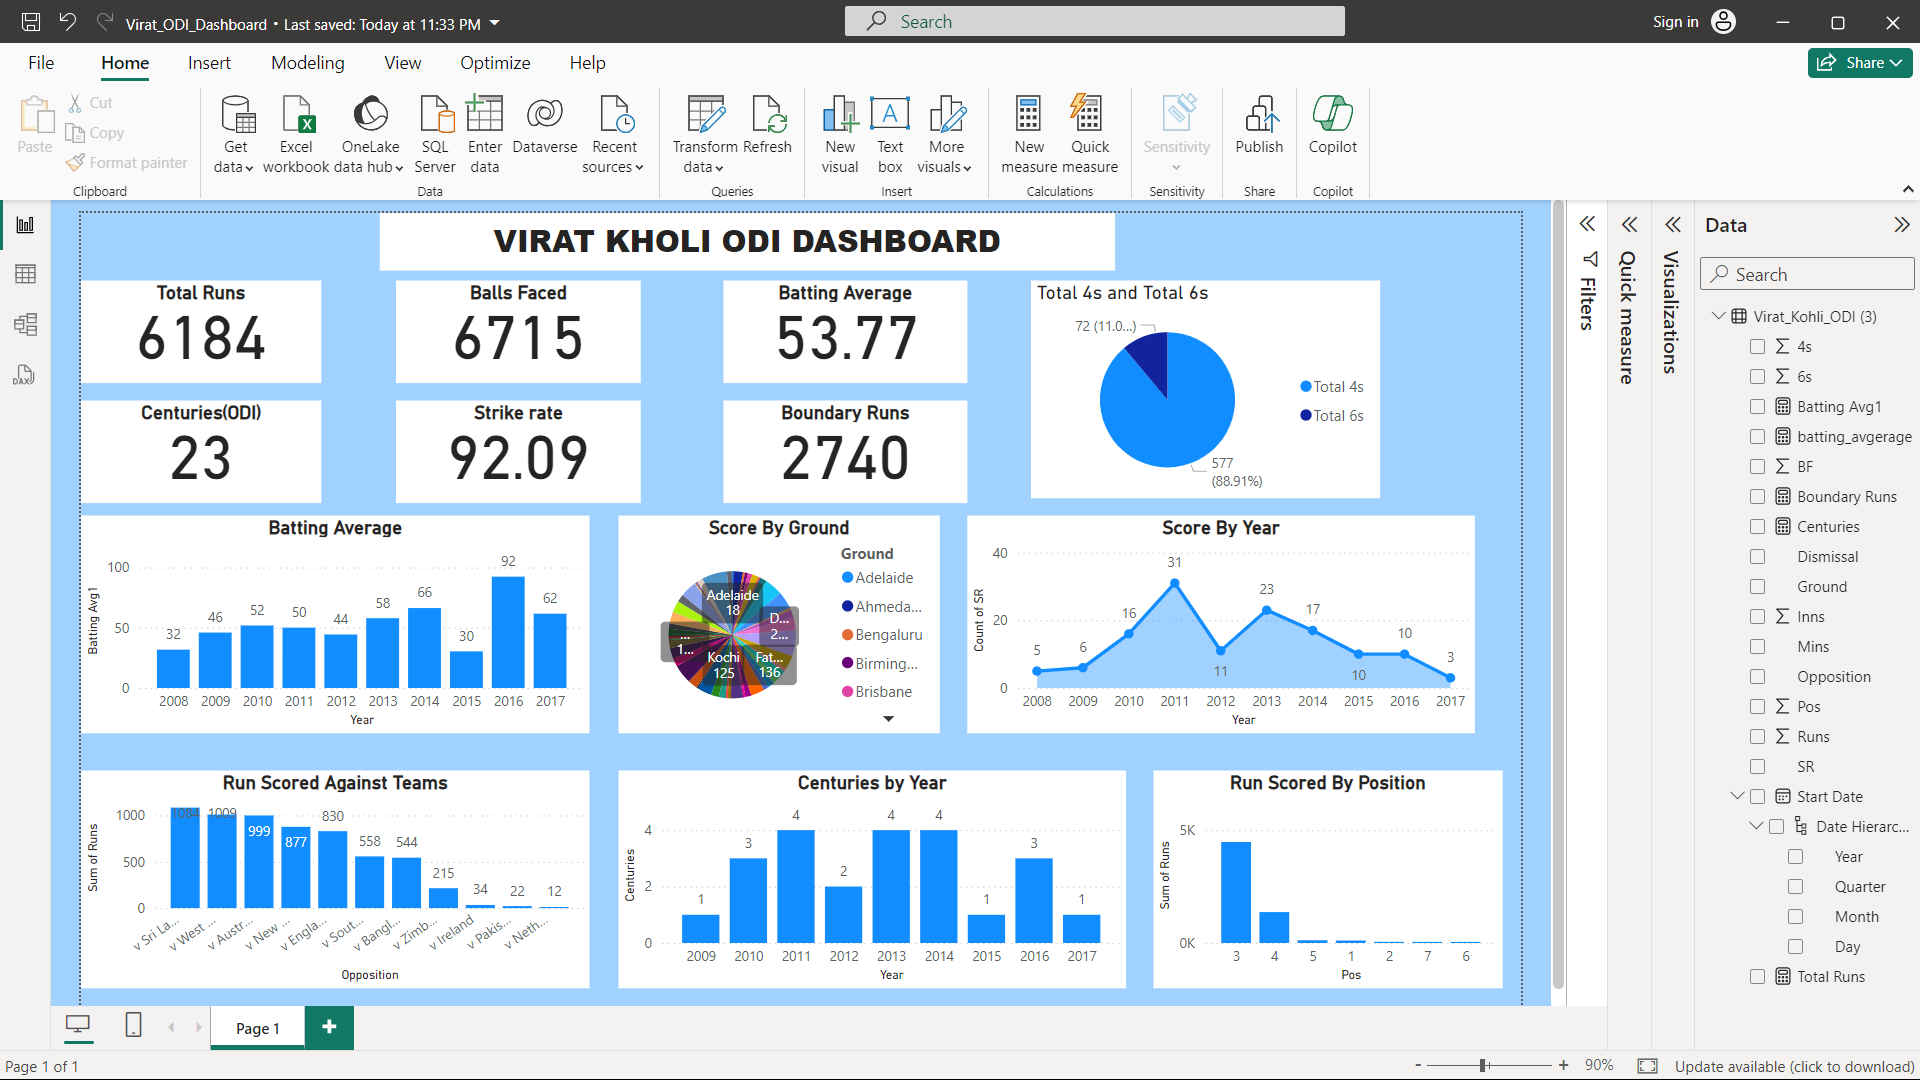 Virat_ODI_Dashboard • Last saved: Today at 11:33 PM
Search
Sign in
File
Home
Insert
Modeling
View
Optimize
Help
Share
Paste
Cut
Copy
Format painter
Clipboard
Get data
Excel workbook
OneLake data hub
SQL Server
Enter data
Dataverse
Recent sources
Data
Transform data
Refresh
Queries
New visual
Text box
More visuals
Insert
New measure
Quick measure
Calculations
Sensitivity
Sensitivity
Publish
Share
Copilot
Copilot
VIRAT KHOLI ODI DASHBOARD
Total Runs
6184
Balls Faced
6715
Batting Average
53.77
Centuries(ODI)
23
Strike rate
92.09
Boundary Runs
2740
Total 4s and Total 6s
72 (11.0...)
577
(88.91%)
Total 4s
Total 6s
Batting Average
Batting Avg1
100
50
0
32
46
52
50
44
58
66
30
92
62
2008 2009 2010 2011 2012 2013 2014 2015 2016 2017
Year
Score By Ground
Adelaide
18
D...
2...
...
1...
Kochi
125
Fat...
136
Ground
Adelaide
Ahmeda...
Bengaluru
Birming...
Brisbane
Score By Year
Count of SR
40
20
0
5
6
16
31
11
23
17
10
10
3
2008 2009 2010 2011 2012 2013 2014 2015 2016 2017
Year
Run Scored Against Teams
Sum of Runs
1000
500
0
1084
1009
999
877
830
558
544
215
34
22
12
v Sri La... v West ... v Austr... v New ... v Engla... v Sout... v Bangl... v Zimb... v Ireland v Pakis... v Neth...
Opposition
Centuries by Year
Centuries
4
2
0
1
3
4
2
4
4
1
3
1
2009 2010 2011 2012 2013 2014 2015 2016 2017
Year
Run Scored By Position
Sum of Runs
5K
0K
3 4 5 1 2 7 6
Pos
Filters
Quick measure
Visualizations
Data
Search
Virat_Kohli_ODI (3)
4s
6s
Batting Avg1
batting_avgerage
BF
Boundary Runs
Centuries
Dismissal
Ground
Inns
Mins
Opposition
Pos
Runs
SR
Start Date
Date Hierarc...
Year
Quarter
Month
Day
Total Runs
Page 1
Page 1 of 1
- + 90%
Update available (click to download)